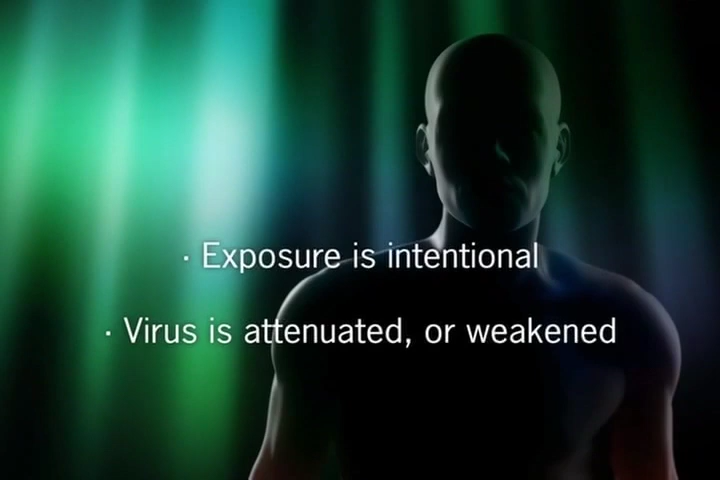 · Exposure is intentional
· Virus is attenuated, or weakened